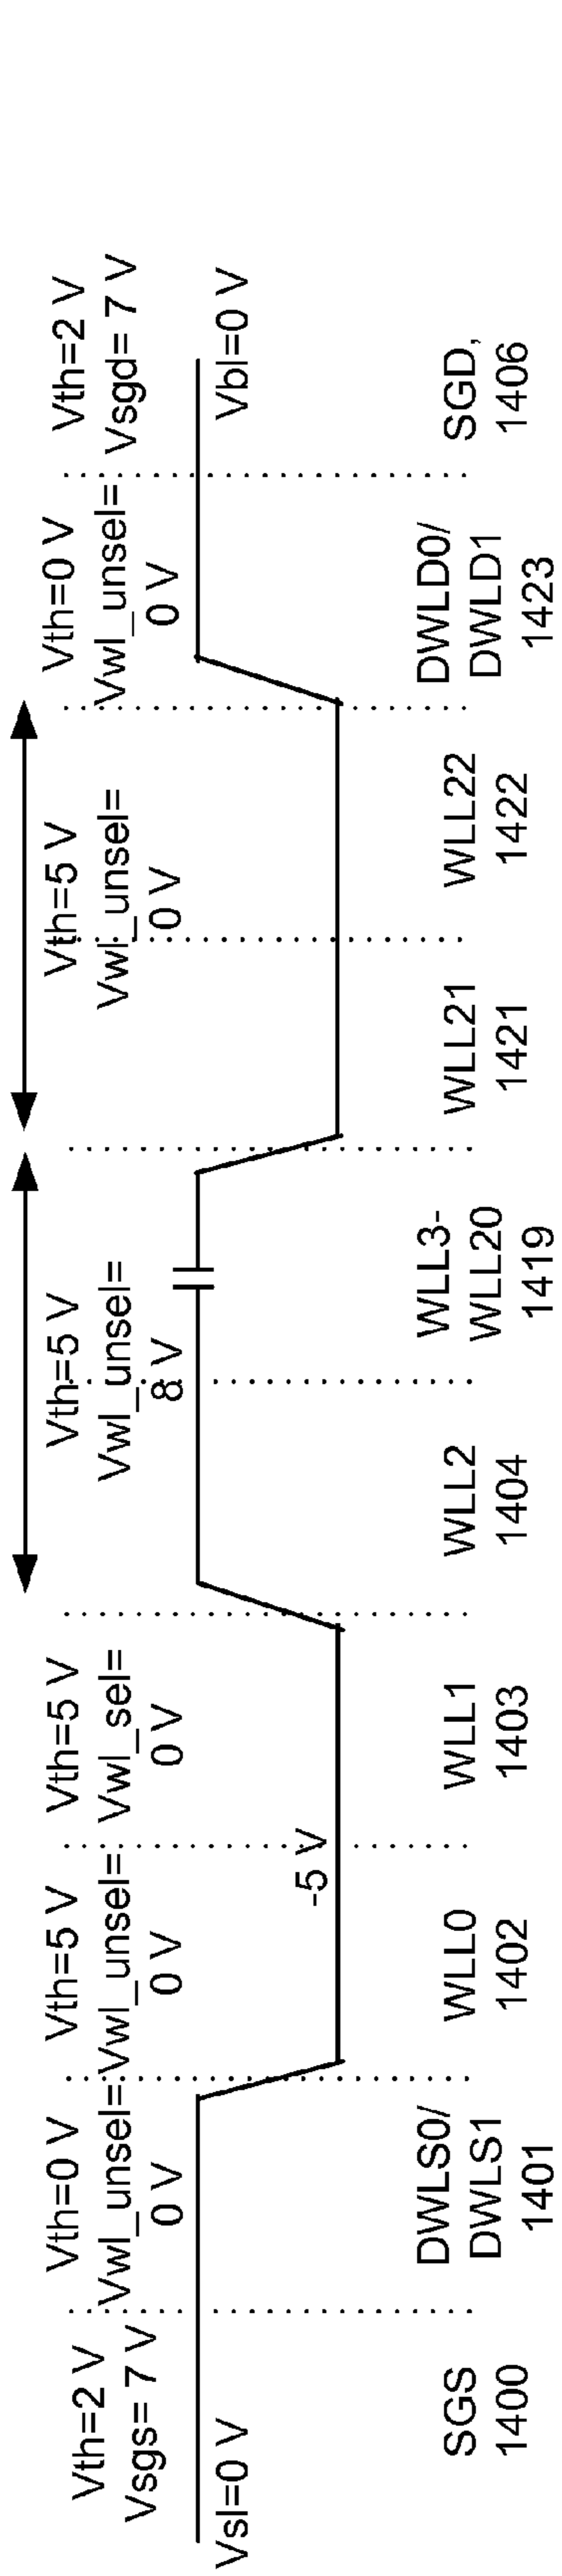 Vth=2 V
Vsgs= 7 V
Vsl=0 V
SGS
1400
Vth=0 V
Vwl_unsel=
0 V
DWLS0/
DWLS1
1401
Vth=5 V
Vwl_unsel=
0 V
WLL0
1402
-5 V
Vth=5 V
Vwl_sel=
0 V
WLL1
1403
Vth=5 V
Vwl_unsel=
8 V
WLL2
1404
WLL3-
WLL20
1419
Vth=5 V
Vwl_unsel=
0 V
WLL21
1421
WLL22
1422
Vth=0 V
Vwl_unsel=
0 V
DWLD0/
DWLD1
1423
Vth=2 V
Vsgd= 7 V
Vbl=0 V
SGD,
1406